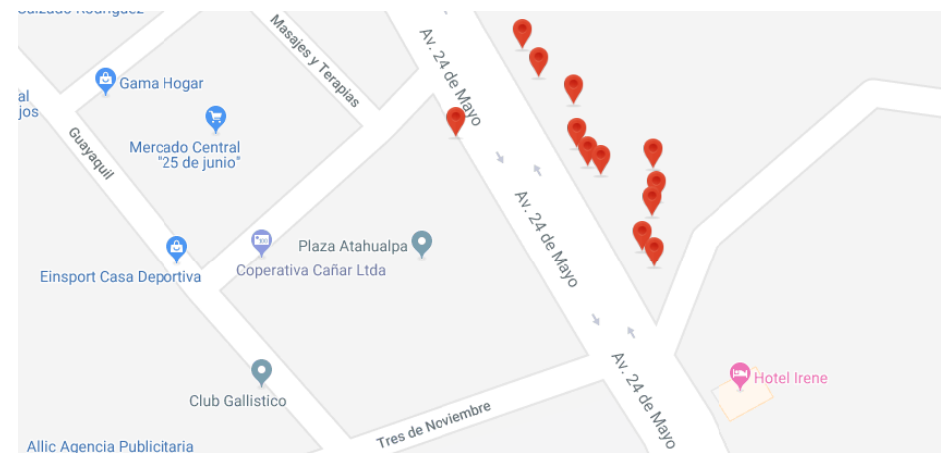 Calzado Rodriguez
Masajes y Terapias
Av. 24 de Mayo
Gama Hogar
al
jos
Guayaquil
Mercado Central
"25 de junio"
Av. 24 de Mayo
Plaza Atahualpa
Coperativa Cañar Ltda
Einsport Casa Deportiva
Av. 24 de Mayo
Hotel Irene
Club Gallistico
Tres de Noviembre
Allic Agencia Publicitaria